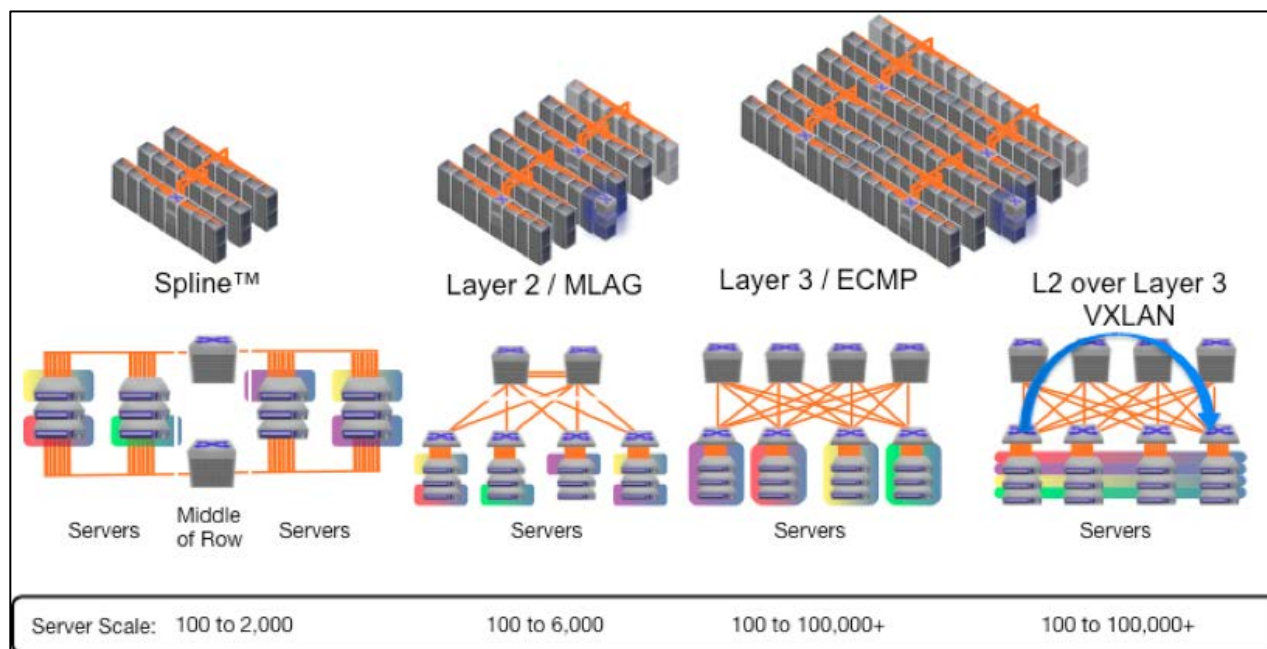 Spline™
Layer 2 / MLAG
Layer 3 / ECMP
L2 over Layer 3
VXLAN
Servers
Middle
of Row
Servers
Servers
Servers
Servers
Server Scale: 100 to 2,000 100 to 6,000 100 to 100,000+ 100 to 100,000+